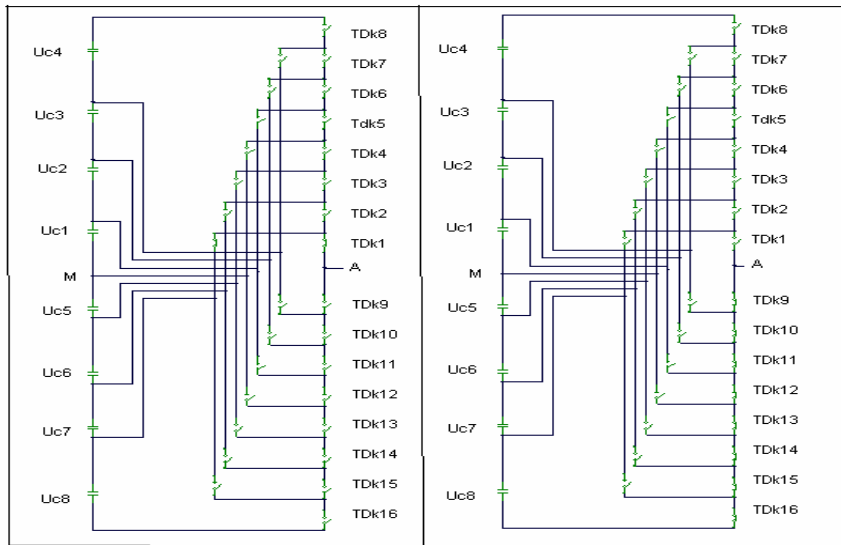 Uc4
Uc3
Uc2
Uc1
M
Uc5
Uc6
Uc7
Uc8
TDk8
TDk7
TDk6
Tdk5
TDk4
TDk3
TDk2
TDk1
A
TDk9
TDk10
TDk11
TDk12
TDk13
TDk14
TDk15
TDk16
Uc4
Uc3
Uc2
Uc1
M
Uc5
Uc6
Uc7
Uc8
TDk8
TDk7
TDk6
Tdk5
TDk4
TDk3
TDk2
TDk1
A
TDk9
TDk10
TDk11
TDk12
TDk13
TDk14
TDk15
TDk16